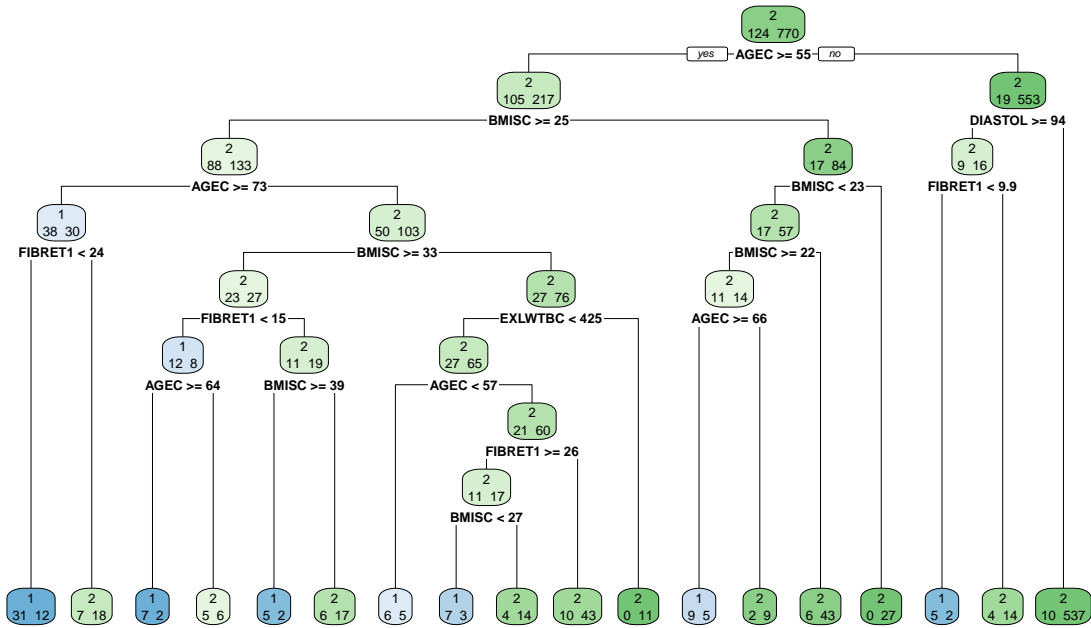 2
124 770
yes AGEC >= 55 no
2 2
105 217 19 553
BMISC >= 25 DIASTOL >= 94
2 2 2
88 133 17 84 9 16
AGEC >= 73 BMISC < 23 FIBRET1 < 9.9
1 2 2
38 30 50 103 17 57
FIBRET1 < 24 BMISC >= 33 BMISC >= 22
2 2 2
23 27 27 76 11 14
FIBRET1 < 15 EXLWTBC < 425 AGEC >= 66
1 2 2
12 8 11 19 27 65
AGEC >= 64 BMISC >= 39 AGEC < 57
2
21 60
FIBRET1 >= 26
2
11 17
BMISC < 27
1 2 1 2 1 2 1 1 2 2 2 1 2 2 2 1 2 2
31 12 7 18 7 2 5 6 5 2 6 17 6 5 7 3 4 14 10 43 0 11 9 5 2 9 6 43 0 27 5 2 4 14 10 537